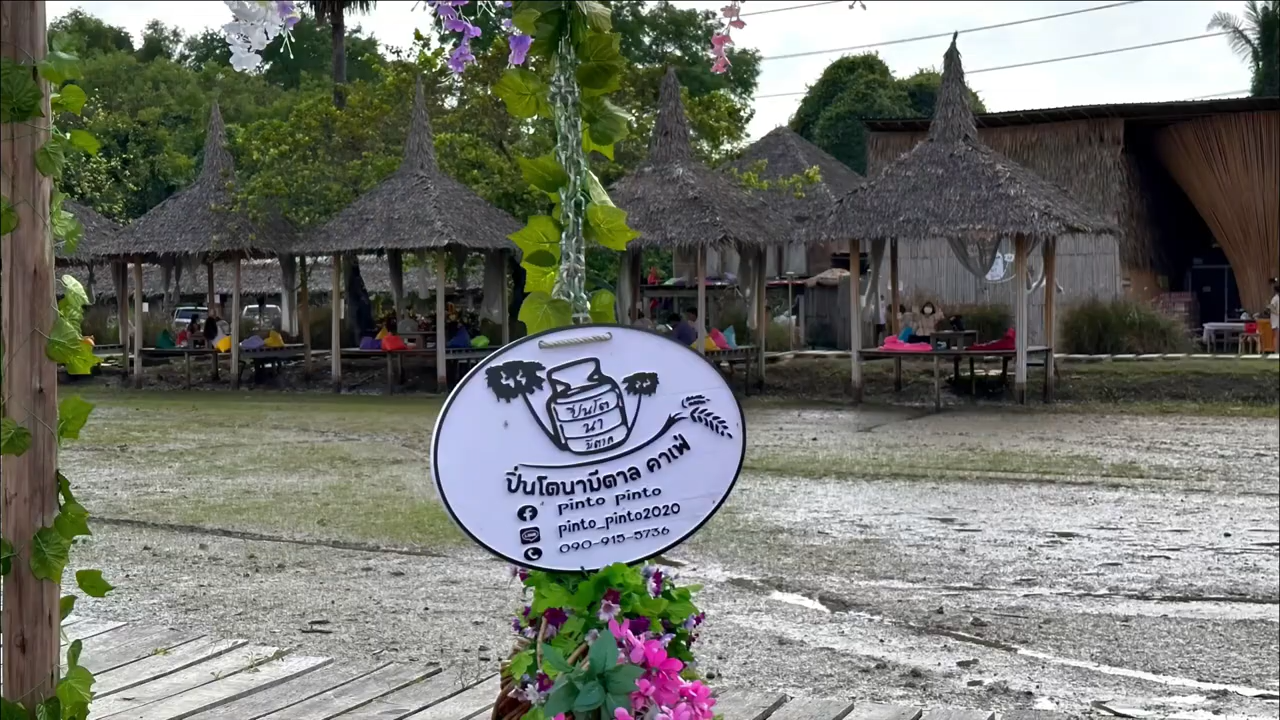 ปิ่นโต
นา
มีตาล
ปิ่นโตนามีตาล คาเฟ่
pinto pinto
LINE pinto_pinto2020
090-915-5736